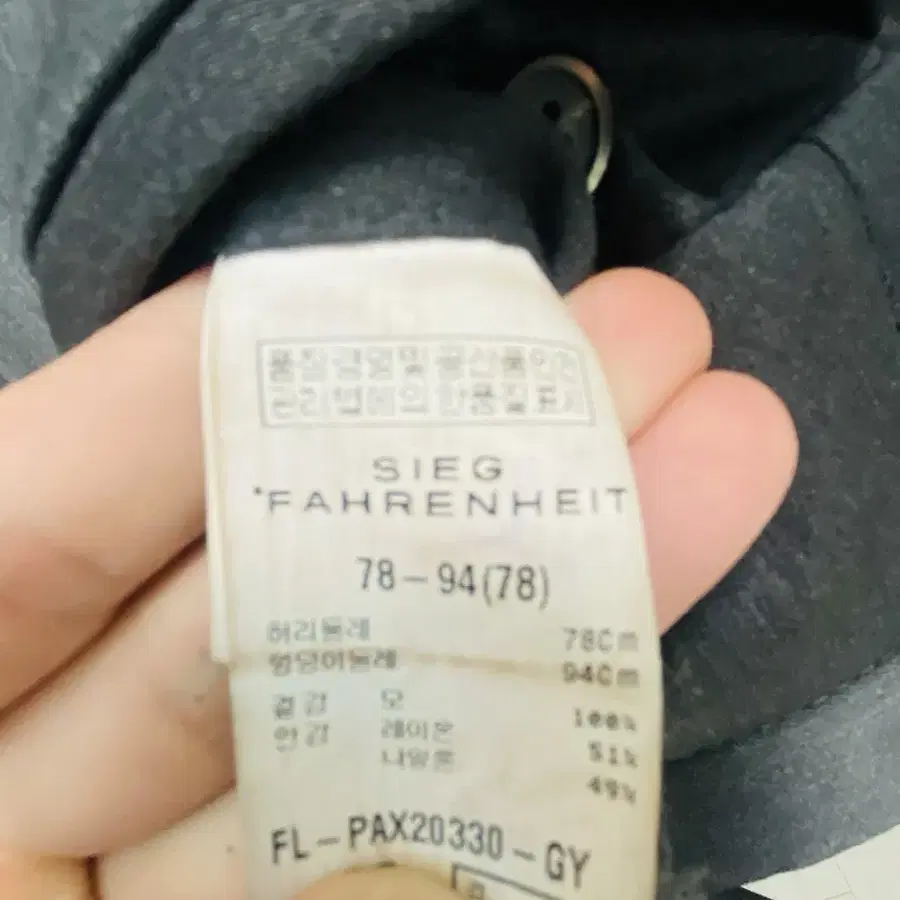 품질경영 및 공산품안전
관리법에 의한 품질표시
SIEG
FAHRENHEIT
78-94(78)
허리둘레 78Cm
엉덩이둘레 94Cm
겉감 모 100%
안감 레이온 51%
나일론 49%
FL-PAX20330-GY